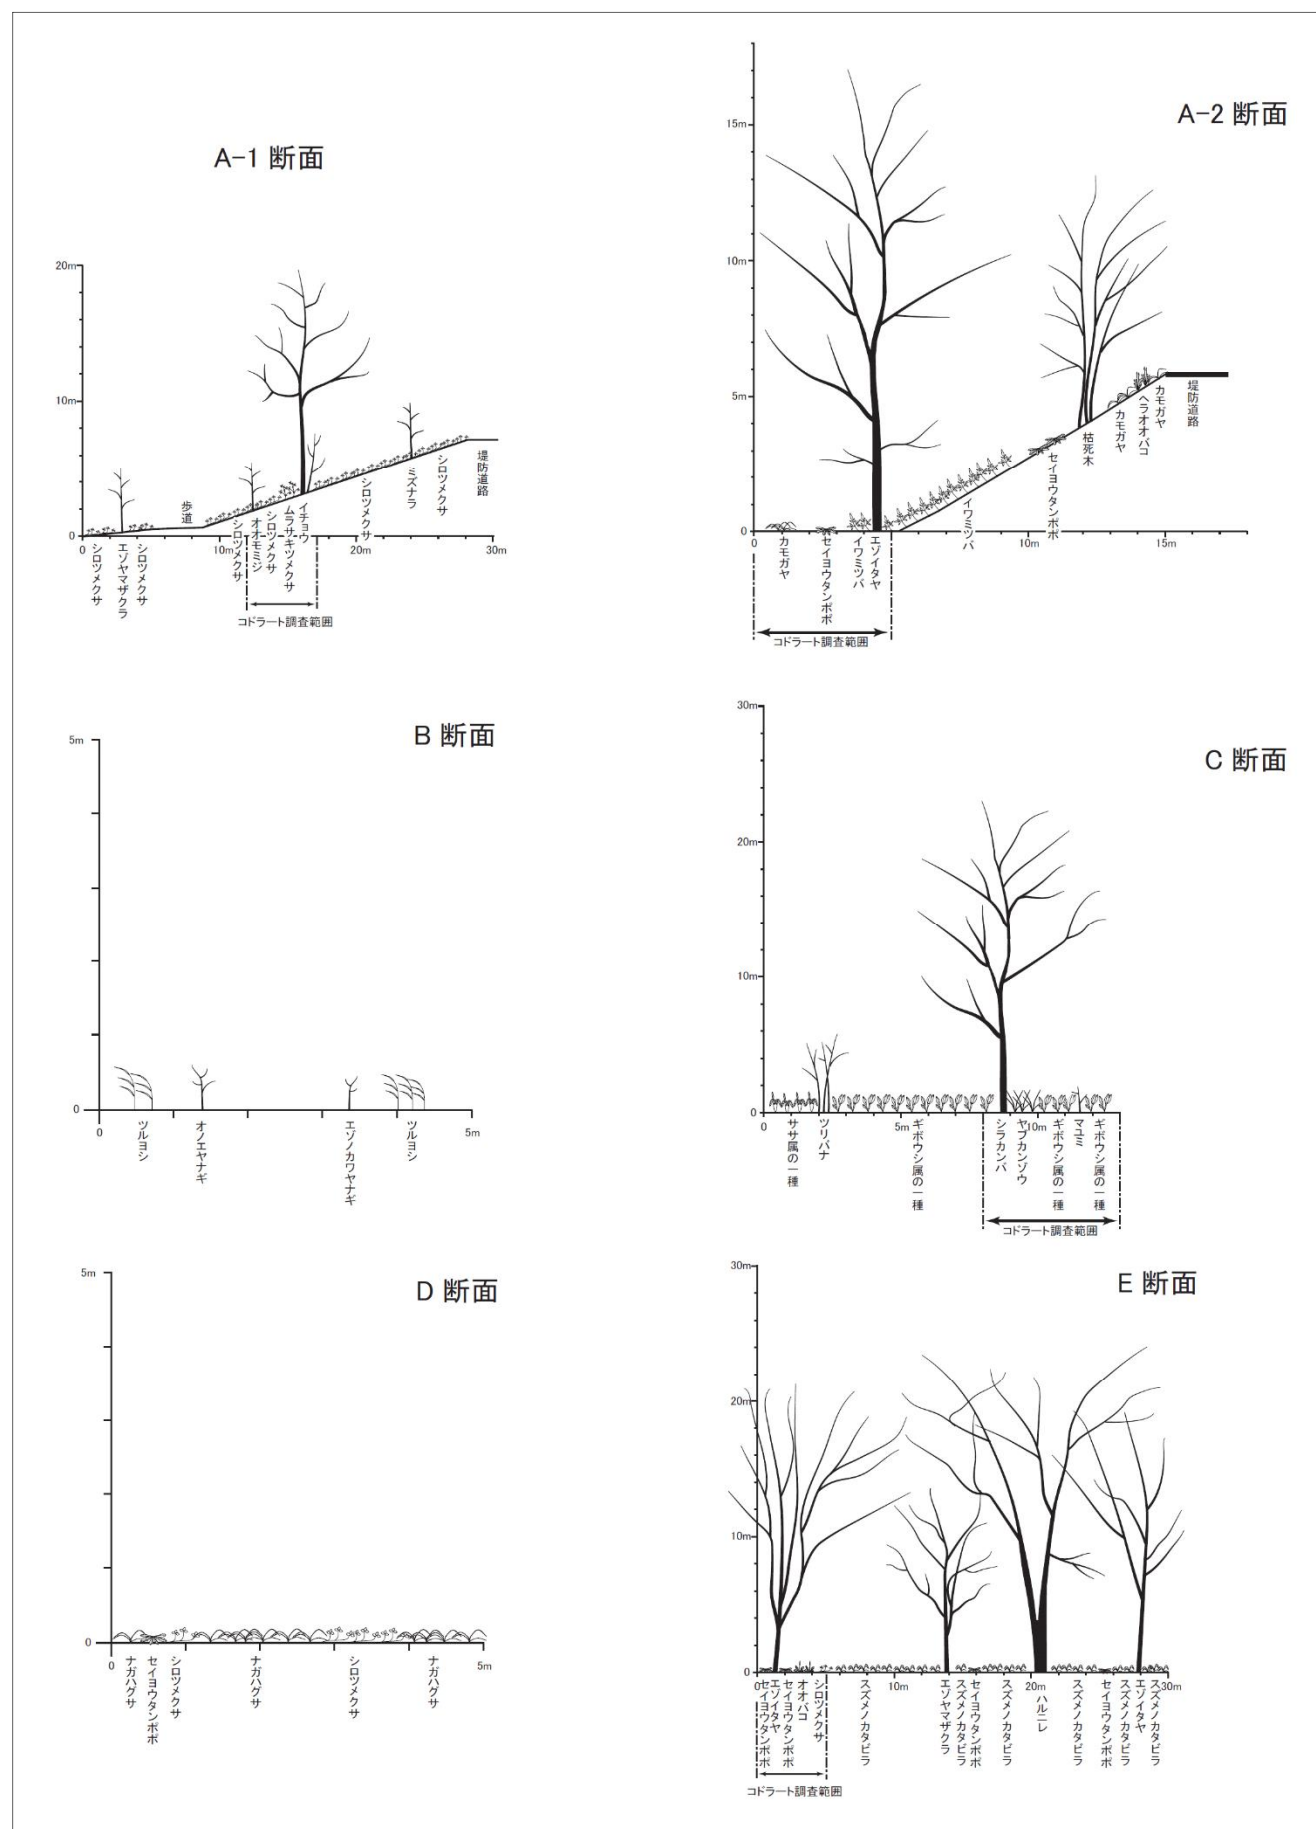 A-1 断面
20m
10m
0
0
10m
20m
30m
シロツメクサ
エゾヤマザクラ
シロツメクサ
歩道
シロツメクサ
オオモミジ
シロツメクサ
ムラサキツメクサ
イチョウ
シロツメクサ
ミズナラ
シロツメクサ
堤防道路
コドラート調査範囲
A-2 断面
15m
10m
5m
0
0
10m
15m
カモガヤ
セイヨウタンポポ
イワミツバ
エゾイタヤ
イワミツバ
セイヨウタンポポ
枯死木
カモガヤ
ヘラオオバコ
カモガヤ
堤防道路
コドラート調査範囲
B 断面
5m
0
0
5m
ツルヨシ
オノエヤナギ
エゾノカワヤナギ
ツルヨシ
C 断面
30m
20m
10m
0
0
5m
10m
ササ属の一種
ツリバナ
ギボウシ属の一種
シラカンバ
ヤブカンゾウ
ギボウシ属の一種
マユミ
ギボウシ属の一種
コドラート調査範囲
D 断面
5m
0
0
5m
ナガハグサ
セイヨウタンポポ
シロツメクサ
ナガハグサ
シロツメクサ
ナガハグサ
E 断面
30m
20m
10m
0
0
10m
20m
30m
セイヨウタンポポ
エゾイタヤ
セイヨウタンポポ
オオバコ
シロツメクサ
スズメノカタビラ
エゾヤマザクラ
スズメノカタビラ
セイヨウタンポポ
スズメノカタビラ
ハルニレ
スズメノカタビラ
セイヨウタンポポ
スズメノカタビラ
エゾイタヤ
スズメノカタビラ
コドラート調査範囲